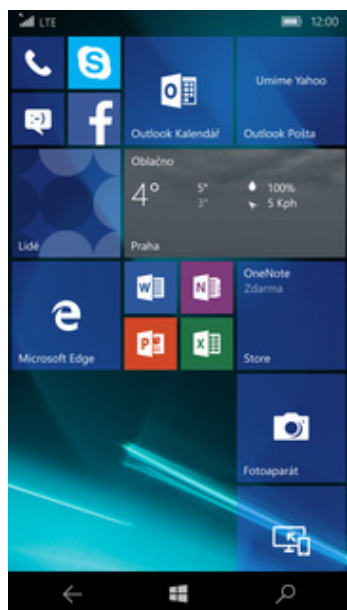 LTE
12:00
Outlook Kalendář
Umíme Yahoo
Outlook Pošta
Lidé
Oblačno
4°
5°
3°
100%
5 Kph
Praha
Microsoft Edge
OneNote
Zdarma
Store
Fotoaparát